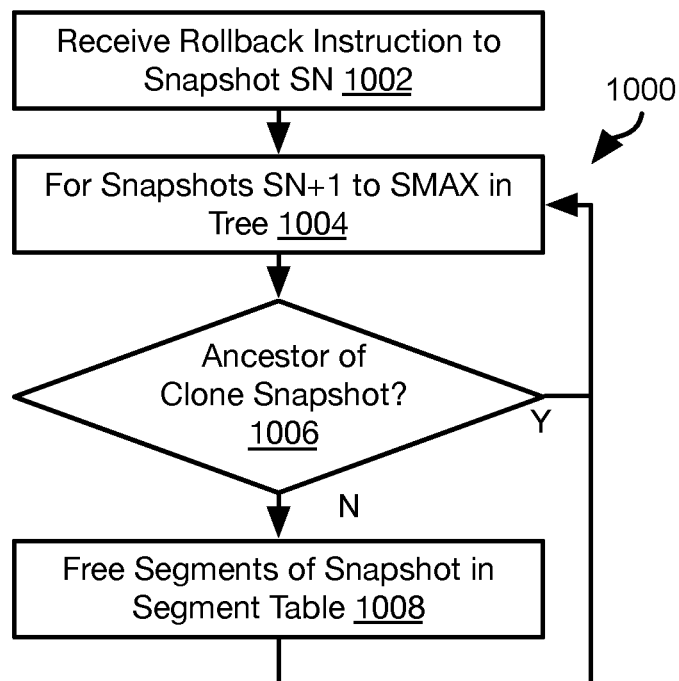 Receive Rollback Instruction to
Snapshot SN 1002
1000
For Snapshots SN+1 to SMAX in
Tree 1004
Ancestor of
Clone Snapshot?
1006
Y
N
Free Segments of Snapshot in
Segment Table 1008